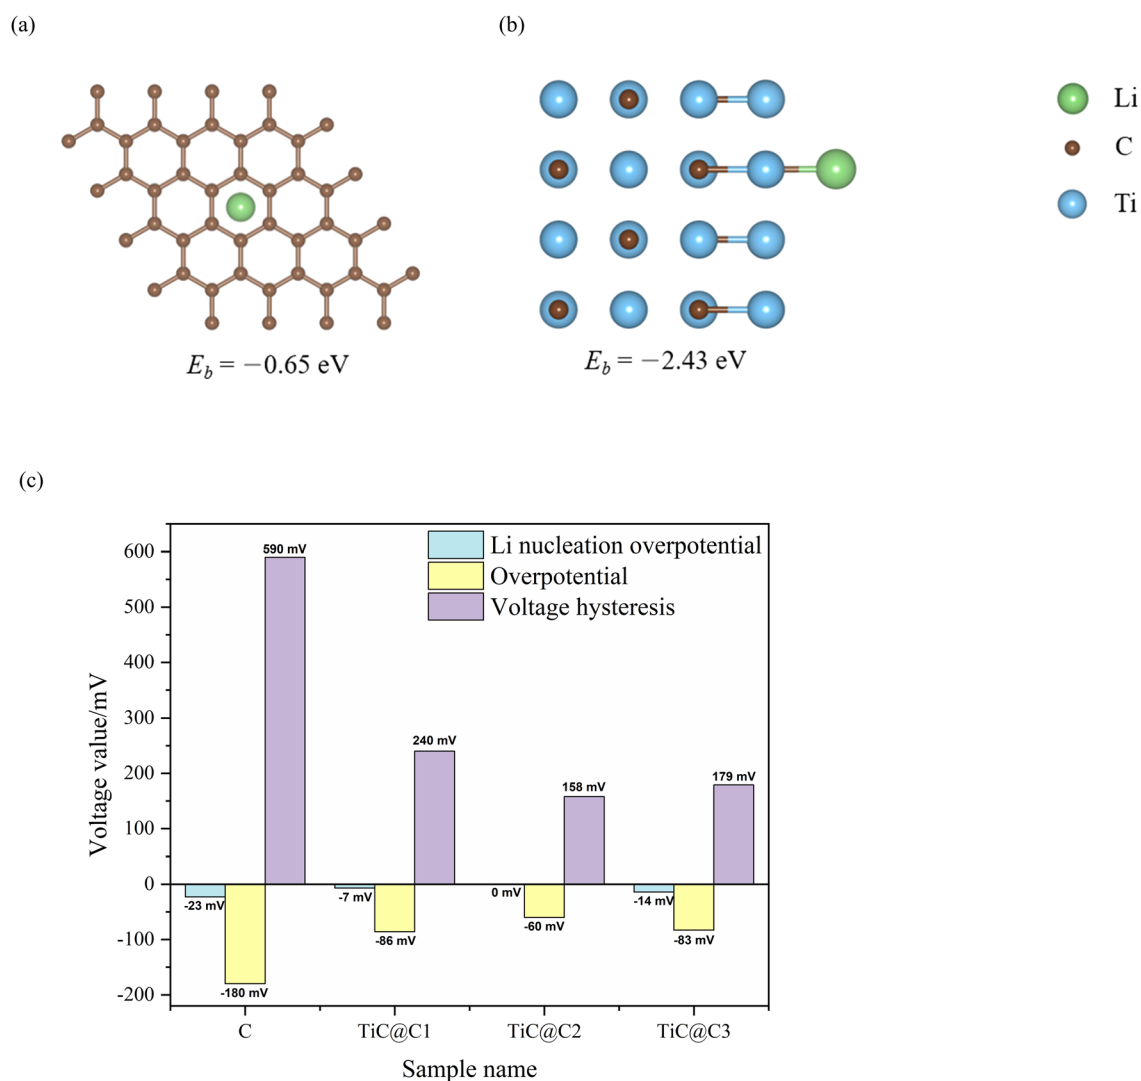 (a)
(b)
Li
C
Ti
E_b = −0.65 eV
E_b = −2.43 eV
(c)
Li nucleation overpotential
Overpotential
Voltage hysteresis
Voltage value/mV
600
500
400
300
200
100
0
-100
-200
590 mV
-23 mV
-180 mV
240 mV
-7 mV
-86 mV
158 mV
0 mV
-60 mV
179 mV
-14 mV
-83 mV
C
TiC@C1
TiC@C2
TiC@C3
Sample name